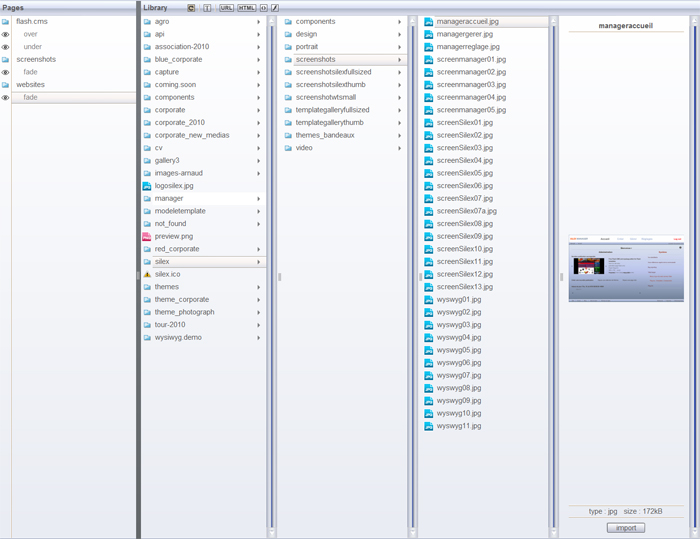 Pages
flash.cms
over
under
screenshots
fade
websites
fade
Library
URL
HTML
agro
api
association-2010
blue_corporate
capture
coming.soon
components
corporate
corporate_2010
corporate_new_medias
cv
gallery3
images-arnaud
logosilex.jpg
manager
modeletemplate
not_found
preview.png
red_corporate
silex
silex.ico
themes
theme_corporate
theme_photograph
tour-2010
wysiwyg.demo
components
design
portrait
screenshots
screenshotsilexfullsized
screenshotsilexthumb
screenshotwtsmall
templategalleryfullsized
templategallerythumb
themes_bandeaux
video
manageraccueil.jpg
managergerer.jpg
managerreglage.jpg
screenmanager01.jpg
screenmanager02.jpg
screenmanager03.jpg
screenmanager04.jpg
screenmanager05.jpg
screenSilex01.jpg
screenSilex02.jpg
screenSilex03.jpg
screenSilex04.jpg
screenSilex05.jpg
screenSilex06.jpg
screenSilex07.jpg
screenSilex07a.jpg
screenSilex08.jpg
screenSilex09.jpg
screenSilex10.jpg
screenSilex11.jpg
screenSilex12.jpg
screenSilex13.jpg
wyswyg01.jpg
wyswyg02.jpg
wyswyg03.jpg
wyswyg04.jpg
wyswyg05.jpg
wyswyg06.jpg
wyswyg07.jpg
wyswyg08.jpg
wyswyg09.jpg
wyswyg10.jpg
wyswyg11.jpg
manageraccueil
type : jpg size : 172kB
import